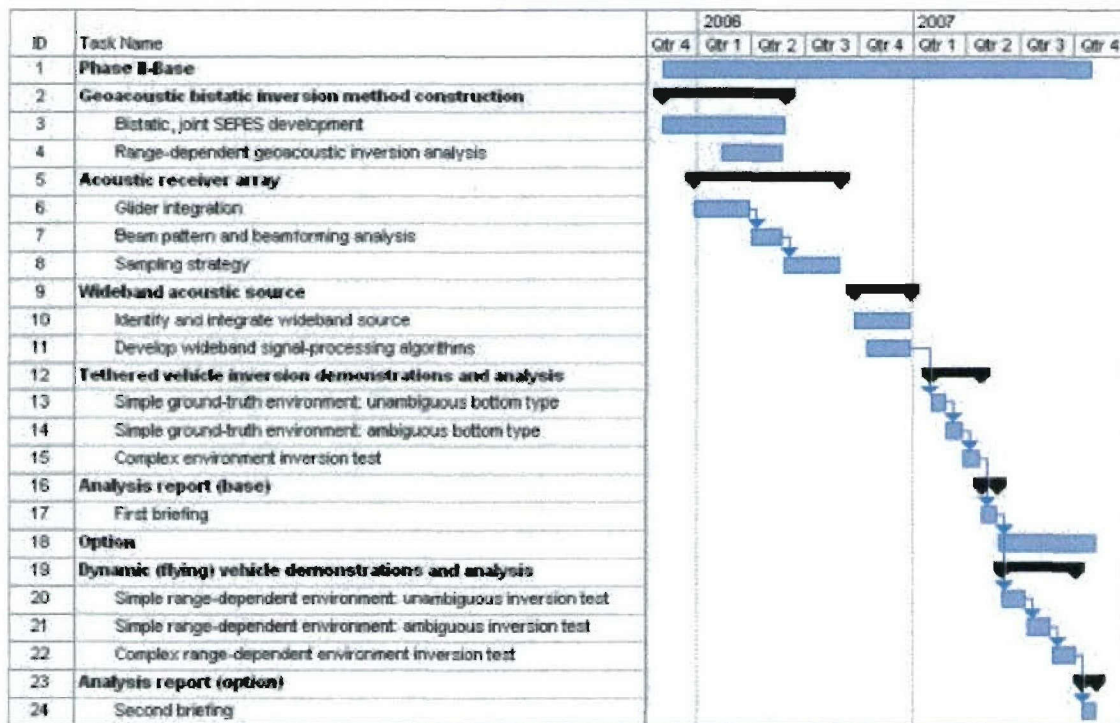 2006 2007
ID Task Name Qtr 4 Qtr 1 Qtr 2 Qtr 3 Qtr 4 Qtr 1 Qtr 2 Qtr 3 Qtr 4
1 Phase II-Base
2 Geoacoustic bistatic inversion method construction
3 Bistatic, joint SEPES development
4 Range-dependent geoacoustic inversion analysis
5 Acoustic receiver array
6 Glider integration
7 Beam pattern and beamforming analysis
8 Sampling strategy
9 Wideband acoustic source
10 Identify and integrate wideband source
11 Develop wideband signal-processing algorithms
12 Tethered vehicle inversion demonstrations and analysis
13 Simple ground-truth environment: unambiguous bottom type
14 Simple ground-truth environment: ambiguous bottom type
15 Complex environment inversion test
16 Analysis report (base)
17 First briefing
18 Option
19 Dynamic (flying) vehicle demonstrations and analysis
20 Simple range-dependent environment: unambiguous inversion test
21 Simple range-dependent environment: ambiguous inversion test
22 Complex range-dependent environment inversion test
23 Analysis report (option)
24 Second briefing